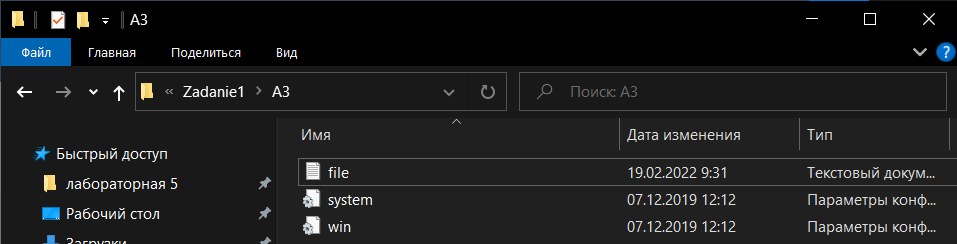 A3
Файл Главная Поделиться Вид
« Zadanie1 > A3 Поиск: A3
Имя Дата изменения Тип
Быстрый доступ
file 19.02.2022 9:31 Текстовый докум...
лабораторная 5
system 07.12.2019 12:12 Параметры конф...
Рабочий стол
win 07.12.2019 12:12 Параметры конф...
Загрузки